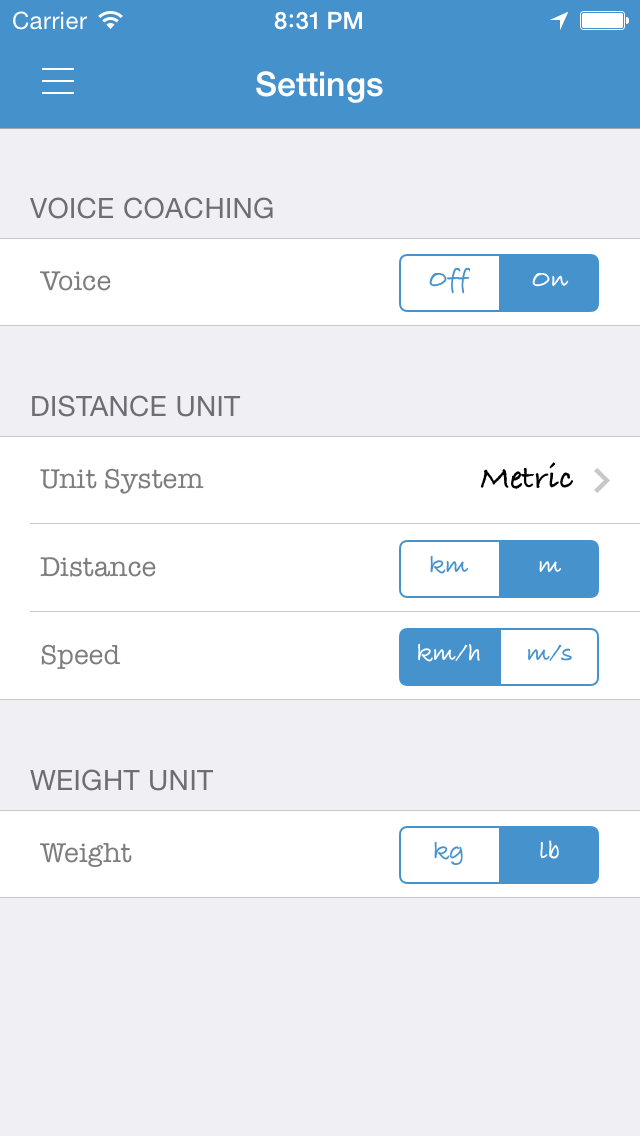 Carrier 8:31 PM
Settings
VOICE COACHING
Voice Off On
DISTANCE UNIT
Unit System Metric
Distance km m
Speed km/h m/s
WEIGHT UNIT
Weight kg lb